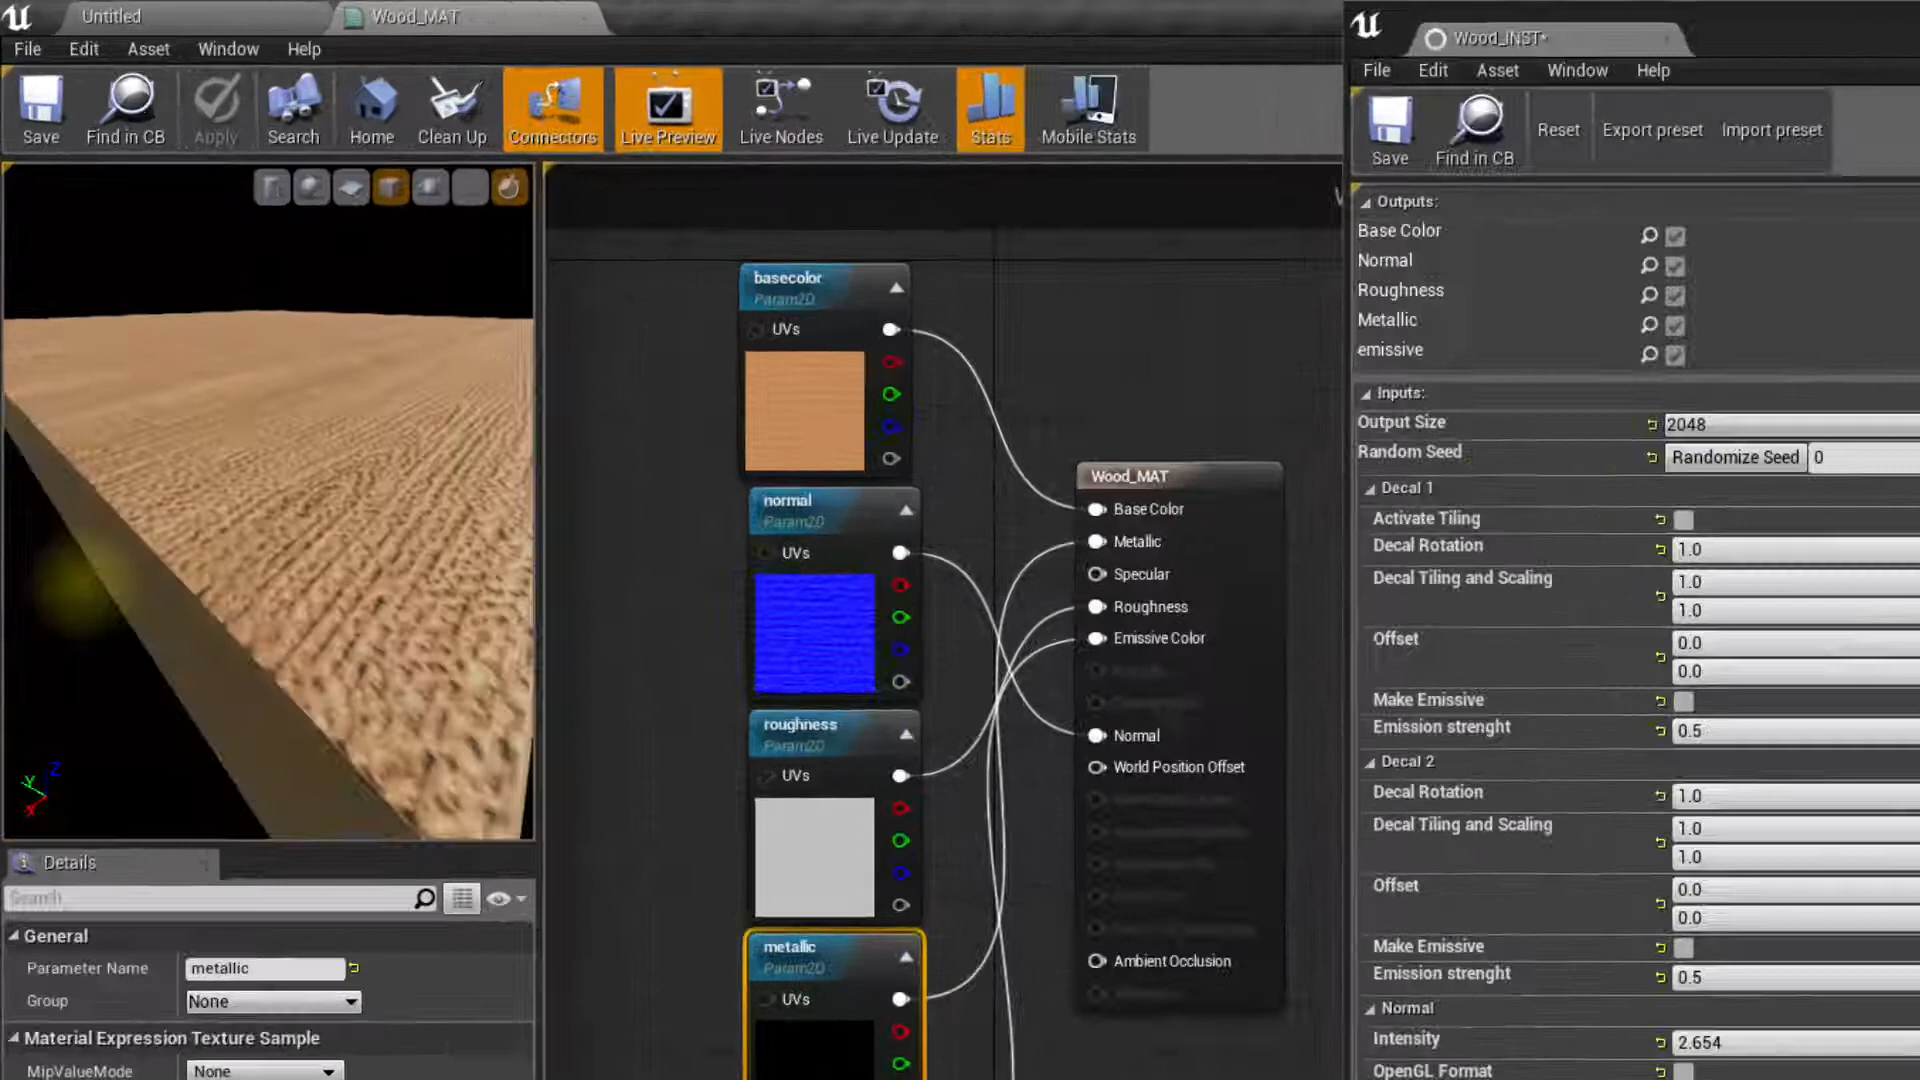 Untitled
Wood_MAT
File Edit Asset Window Help
Save
Find in CB
Apply
Search
Home
Clean Up
Connectors
Live Preview
Live Nodes
Live Update
Stats
Mobile Stats
Details
Search
General
Parameter Name metallic
Group None
Material Expression Texture Sample
MipValueMode None
basecolor
Param2D
UVs
normal
Param2D
UVs
roughness
Param2D
UVs
metallic
Param2D
UVs
Wood_MAT
Base Color
Metallic
Specular
Roughness
Emissive Color
Normal
World Position Offset
Ambient Occlusion
Wood_INST*
File Edit Asset Window Help
Save
Find in CB
Reset
Export preset
Import preset
Outputs:
Base Color
Normal
Roughness
Metallic
emissive
Inputs:
Output Size 2048
Random Seed Randomize Seed 0
Decal 1
Activate Tiling
Decal Rotation 1.0
Decal Tiling and Scaling 1.0
1.0
Offset 0.0
0.0
Make Emissive
Emission strenght 0.5
Decal 2
Decal Rotation 1.0
Decal Tiling and Scaling 1.0
1.0
Offset 0.0
0.0
Make Emissive
Emission strenght 0.5
Normal
Intensity 2.654
OpenGL Format